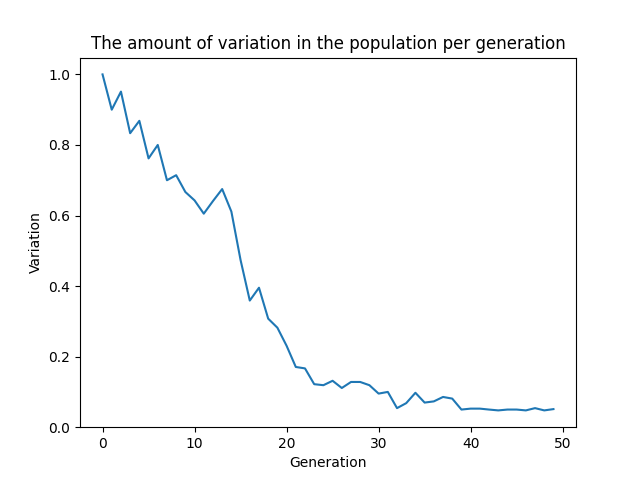 The amount of variation in the population per generation
1.0
0.8
0.6
0.4
0.2
0.0
Variation
0 10 20 30 40 50
Generation